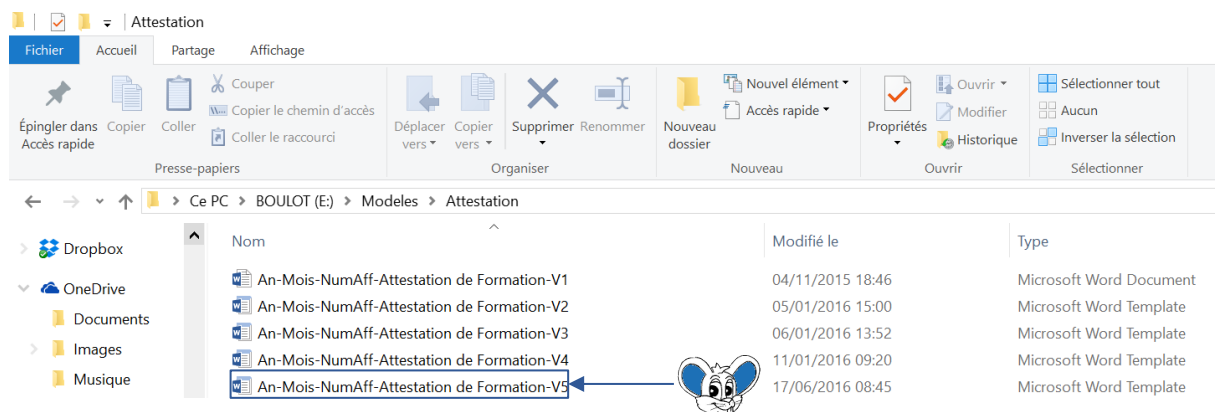 Attestation
Fichier Accueil Partage Affichage
Épingler dans Accès rapide
Copier
Coller
Couper
Copier le chemin d'accès
Coller le raccourci
Presse-papiers
Déplacer vers
Copier vers
Supprimer
Renommer
Organiser
Nouveau dossier
Nouvel élément
Accès rapide
Nouveau
Propriétés
Ouvrir
Modifier
Historique
Ouvrir
Sélectionner tout
Aucun
Inverser la sélection
Sélectionner
Ce PC > BOULOT (E:) > Modeles > Attestation
Dropbox
OneDrive
Documents
Images
Musique
Nom Modifié le Type
An-Mois-NumAff-Attestation de Formation-V1 04/11/2015 18:46 Microsoft Word Document
An-Mois-NumAff-Attestation de Formation-V2 05/01/2016 15:00 Microsoft Word Template
An-Mois-NumAff-Attestation de Formation-V3 06/01/2016 13:52 Microsoft Word Template
An-Mois-NumAff-Attestation de Formation-V4 11/01/2016 09:20 Microsoft Word Template
An-Mois-NumAff-Attestation de Formation-V5 17/06/2016 08:45 Microsoft Word Template